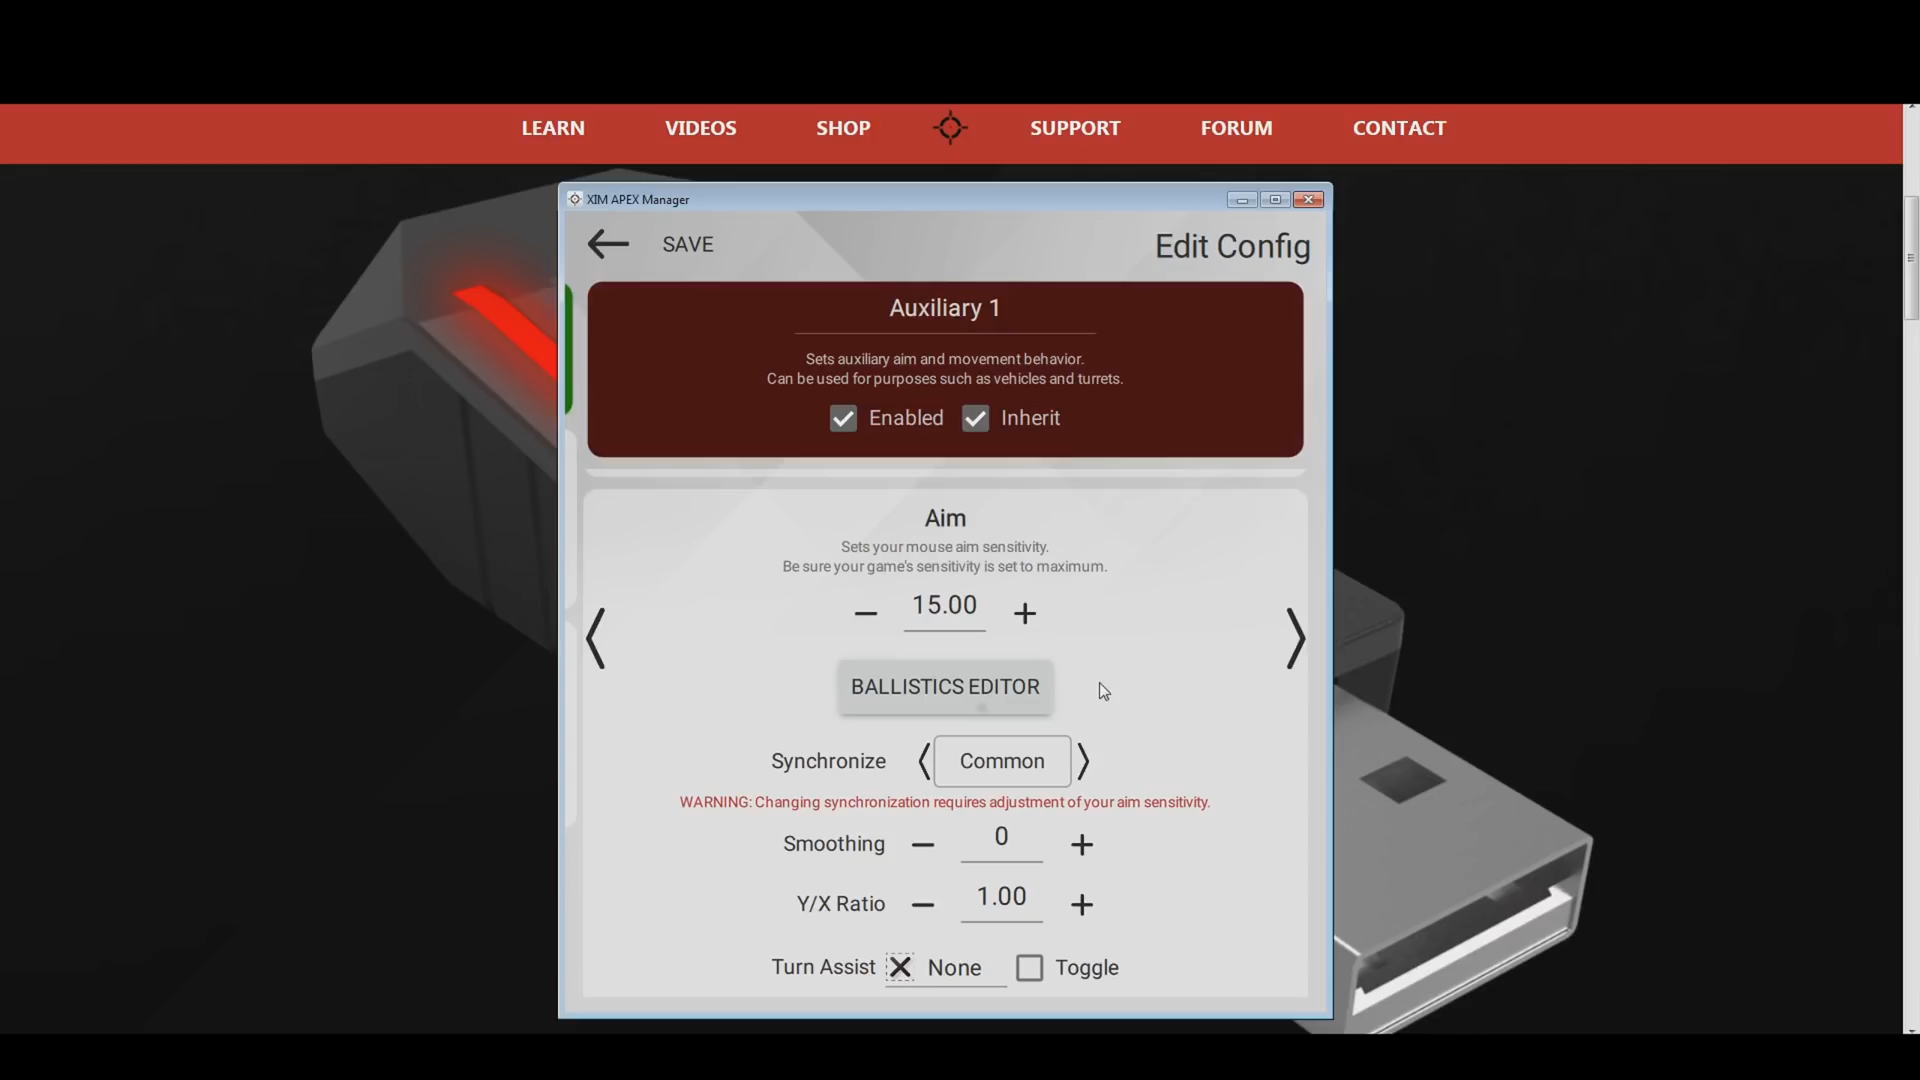 LEARN VIDEOS SHOP SUPPORT FORUM CONTACT
XIM APEX Manager
SAVE Edit Config
Auxiliary 1
Sets auxiliary aim and movement behavior.
Can be used for purposes such as vehicles and turrets.
Enabled Inherit
Aim
Sets your mouse aim sensitivity.
Be sure your game's sensitivity is set to maximum.
15.00
BALLISTICS EDITOR
Synchronize Common
WARNING: Changing synchronization requires adjustment of your aim sensitivity.
Smoothing 0
Y/X Ratio 1.00
Turn Assist None Toggle